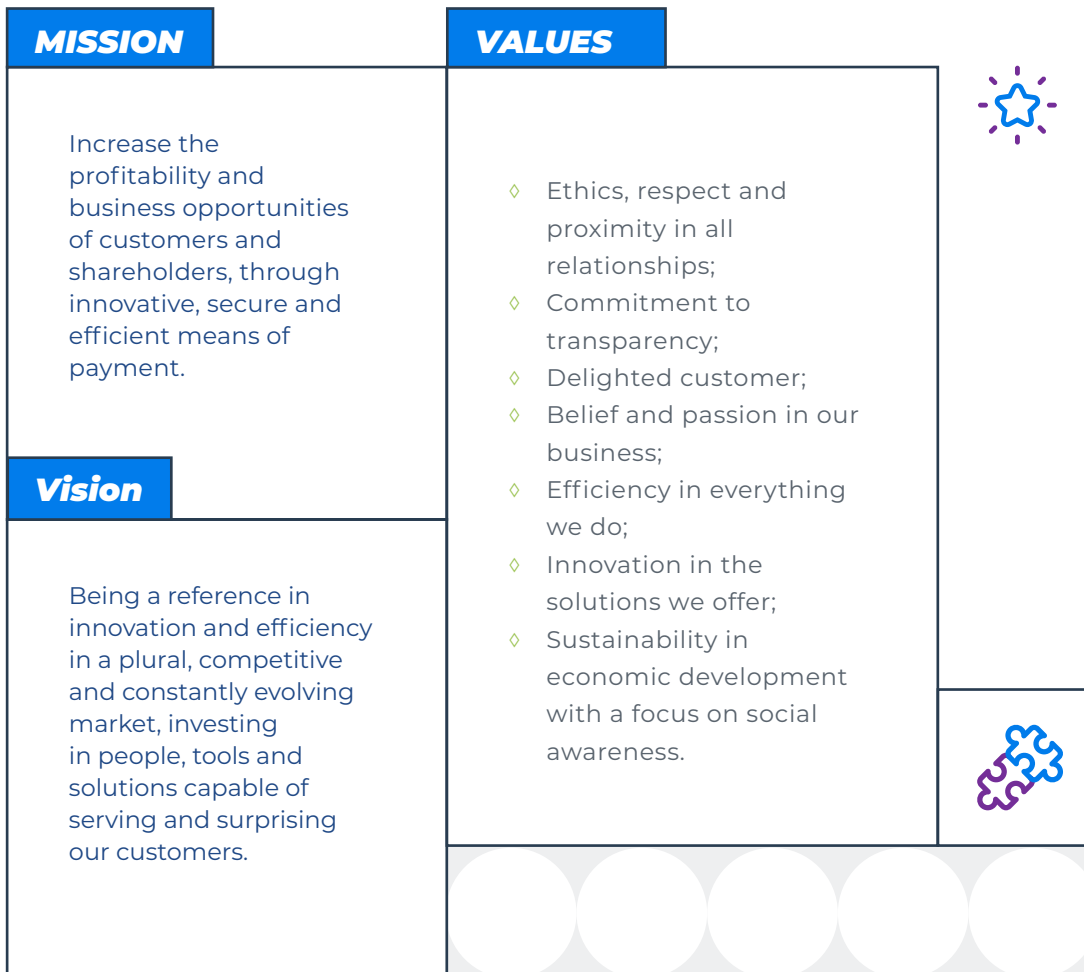 MISSION
Increase the
profitability and
business opportunities
of customers and
shareholders, through
innovative, secure and
efficient means of
payment.
Vision
Being a reference in
innovation and efficiency
in a plural, competitive
and constantly evolving
market, investing
in people, tools and
solutions capable of
serving and surprising
our customers.
VALUES
◊ Ethics, respect and
proximity in all
relationships;
◊ Commitment to
transparency;
◊ Delighted customer;
◊ Belief and passion in our
business;
◊ Efficiency in everything
we do;
◊ Innovation in the
solutions we offer;
◊ Sustainability in
economic development
with a focus on social
awareness.